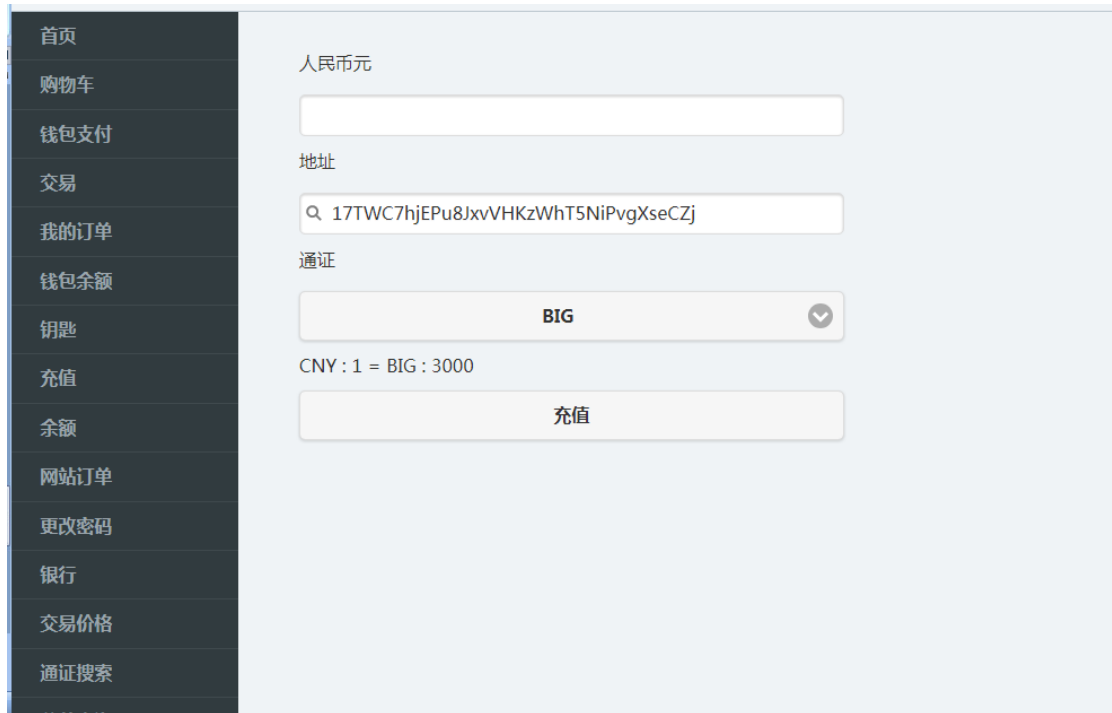 首页
购物车
钱包支付
交易
我的订单
钱包余额
钥匙
充值
余额
网站订单
更改密码
银行
交易价格
通证搜索
人民币元
地址
17TWC7hjEPu8JxvVHKzWhT5NiPvgXseCZj
通证
BIG
CNY : 1 = BIG : 3000
充值